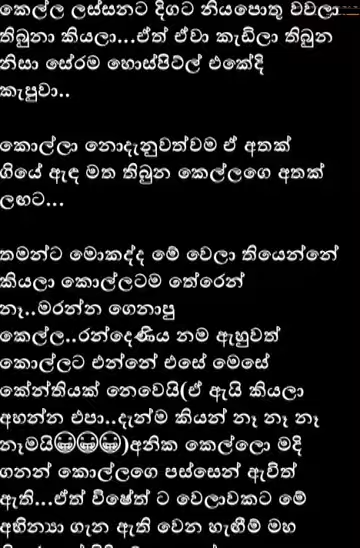 කෙල්ල ලස්සනට දිගට නියපොතු වවලා
තිබුනා කියලා...ඒත් ඒවා කැඩිලා තිබුන
නිසා සේරම හොස්පිට්ල් එකේදි
කැපුවා..
කොල්ලා නොදැනුවත්වම ඒ අතක්
ගියේ ඇඳ මත තිබුන කෙල්ලගෙ අතක්
ලඟට...
තමන්ට මොකද්ද මේ වෙලා තියෙන්නේ
කියලා කොල්ලටම තේරෙන්
නෑ..මරන්න ගෙනාපු
කෙල්ල..රන්දෙණිය නම ඇහුවත්
කොල්ලට එන්නේ එසේ මෙසේ
කේන්තියක් නෙවෙයි(ඒ ඇයි කියලා
අහන්න එපා..දැන්ම කියන් නෑ නෑ නෑ
නෑමයි😀😀😀)අනික කෙල්ලො මදි
ගනන් කොල්ලගෙ පස්සෙන් ඇවිත්
ඇති...ඒත් විෂේත් ට වෙලාවකට මේ
අභින්‍යා ගැන ඇති වෙන හැඟීම් මහ